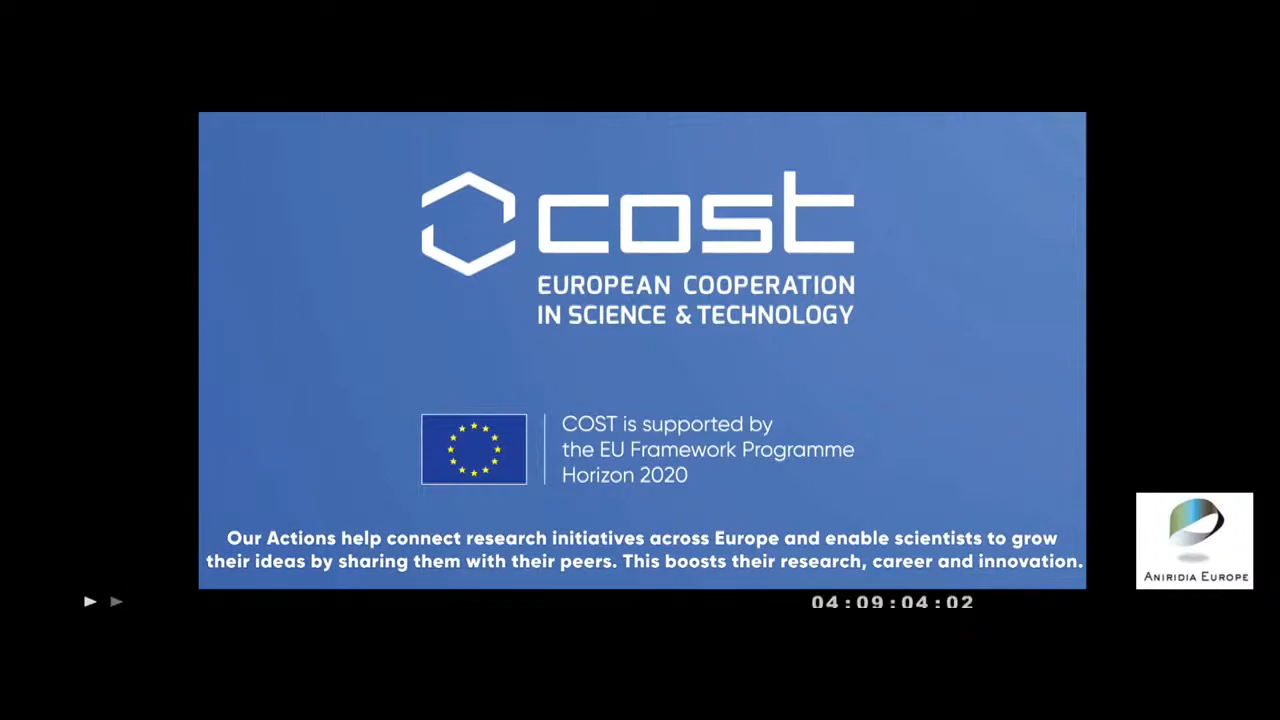 cost
EUROPEAN COOPERATION
IN SCIENCE & TECHNOLOGY
COST is supported by
the EU Framework Programme
Horizon 2020
Our Actions help connect research initiatives across Europe and enable scientists to grow
their ideas by sharing them with their peers. This boosts their research, career and innovation.
ANIRIDIA EUROPE
04:09:04:02